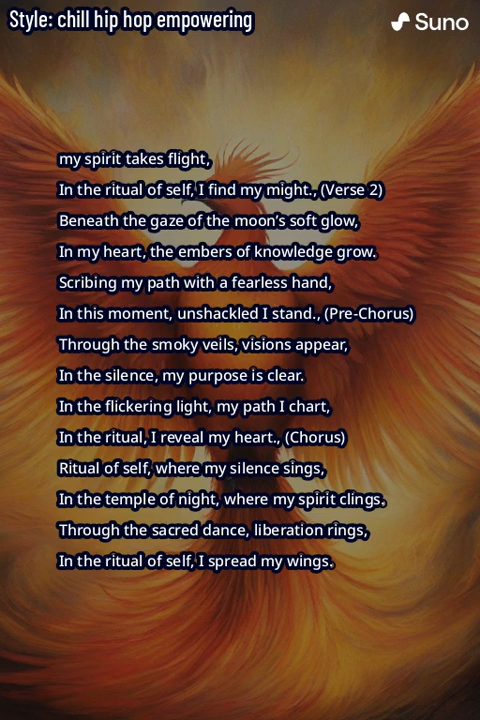 Style: chill hip hop empowering
Suno
my spirit takes flight,
In the ritual of self, I find my might., (Verse 2)
Beneath the gaze of the moon’s soft glow,
In my heart, the embers of knowledge grow.
Scribing my path with a fearless hand,
In this moment, unshackled I stand., (Pre-Chorus)
Through the smoky veils, visions appear,
In the silence, my purpose is clear.
In the flickering light, my path I chart,
In the ritual, I reveal my heart., (Chorus)
Ritual of self, where my silence sings,
In the temple of night, where my spirit clings.
Through the sacred dance, liberation rings,
In the ritual of self, I spread my wings.